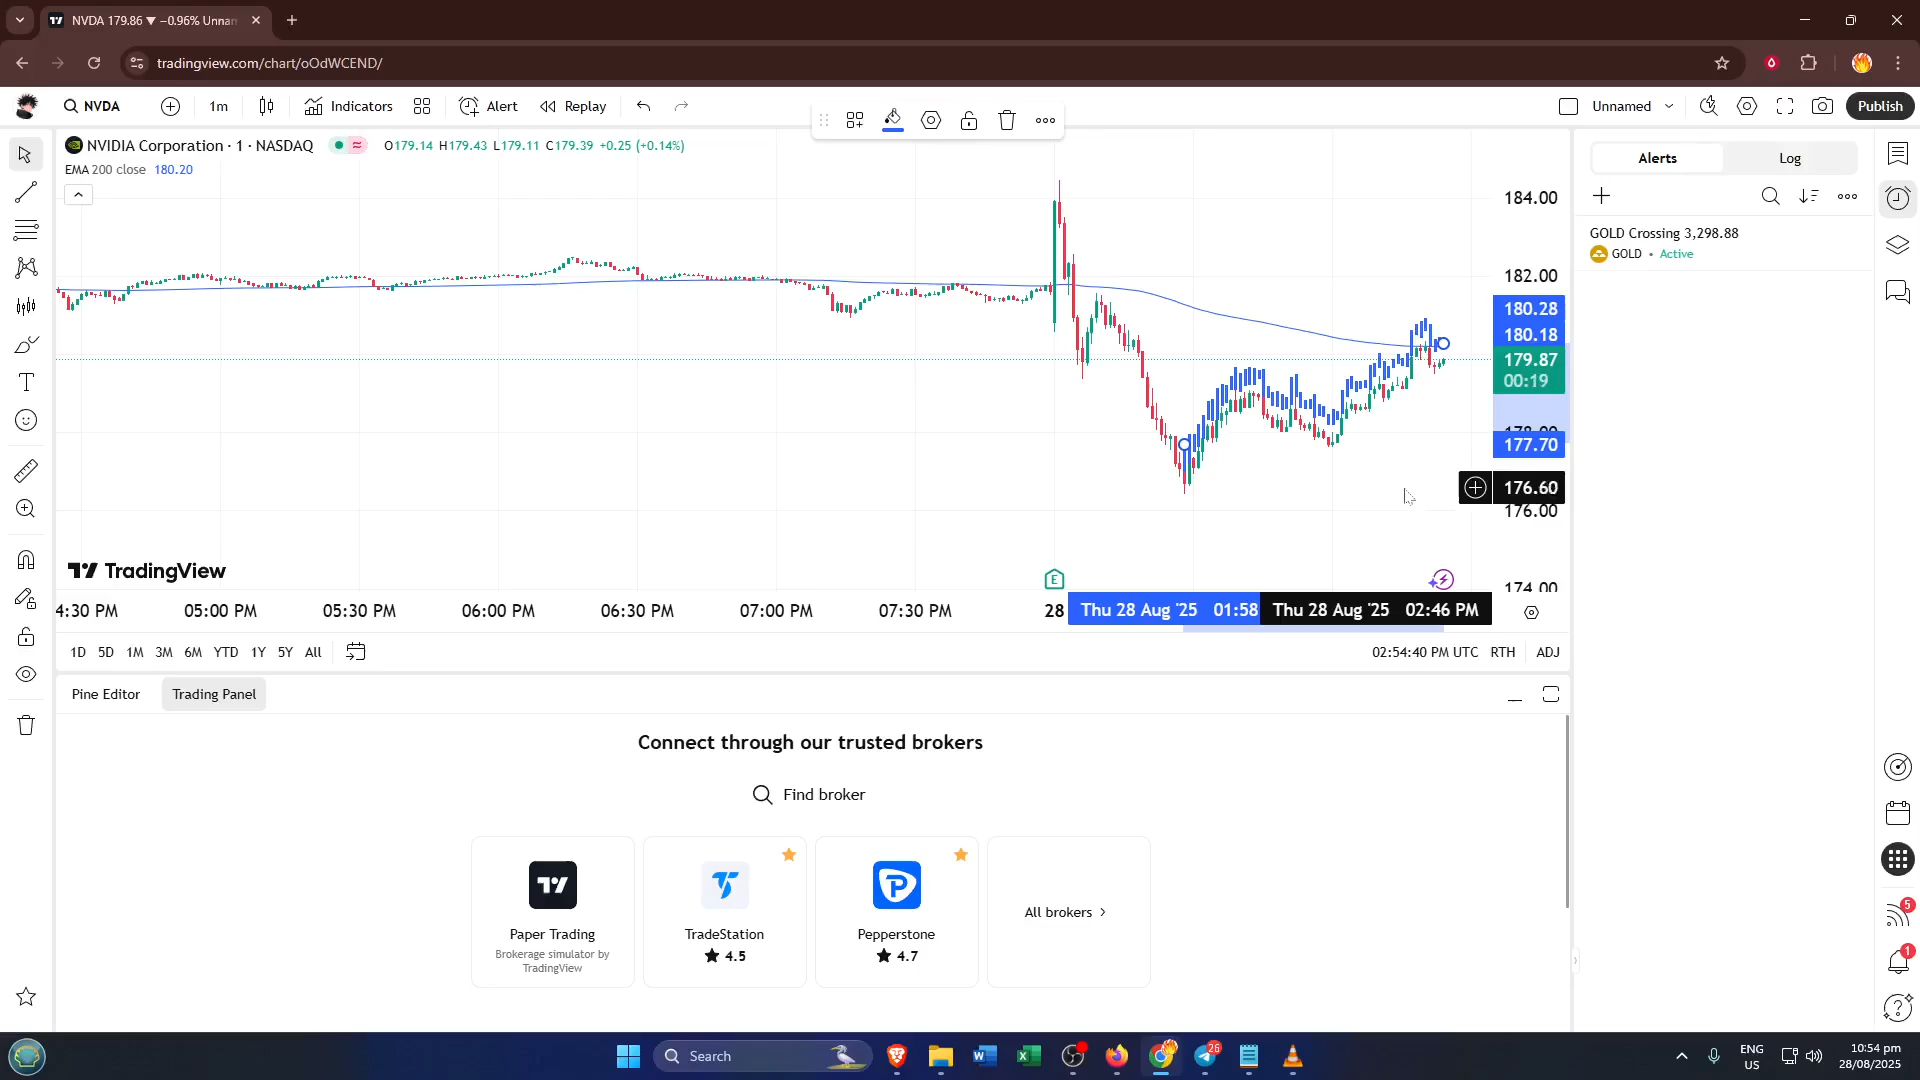 NVDA 179.86 ▼ −0.96% Unnan
tradingview.com/chart/oOdWCEND/
NVDA
1m
Indicators
Alert
Replay
Unnamed
Publish
NVIDIA Corporation · 1 · NASDAQ
O179.14 H179.43 L179.11 C179.39 +0.25 (+0.14%)
EMA 200 close 180.20
184.00
182.00
180.28
180.18
179.87
00:19
178.00
177.70
176.60
176.00
174.00
TradingView
E
4:30 PM
05:00 PM
05:30 PM
06:00 PM
06:30 PM
07:00 PM
07:30 PM
28
Thu 28 Aug '25 01:58
Thu 28 Aug '25 02:46 PM
1D
5D
1M
3M
6M
YTD
1Y
5Y
All
02:54:40 PM UTC
RTH
ADJ
Alerts
Log
GOLD Crossing 3,298.88
GOLD • Active
Pine Editor
Trading Panel
Connect through our trusted brokers
Find broker
Paper Trading
Brokerage simulator by
TradingView
TradeStation
4.5
Pepperstone
4.7
All brokers
5
1
Search
26
ENG
US
10:54 pm
28/08/2025